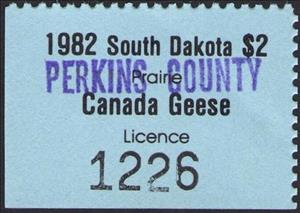 1982 South Dakota $2
PERKINS COUNTY
Prairie
Canada Geese
Licence
1226